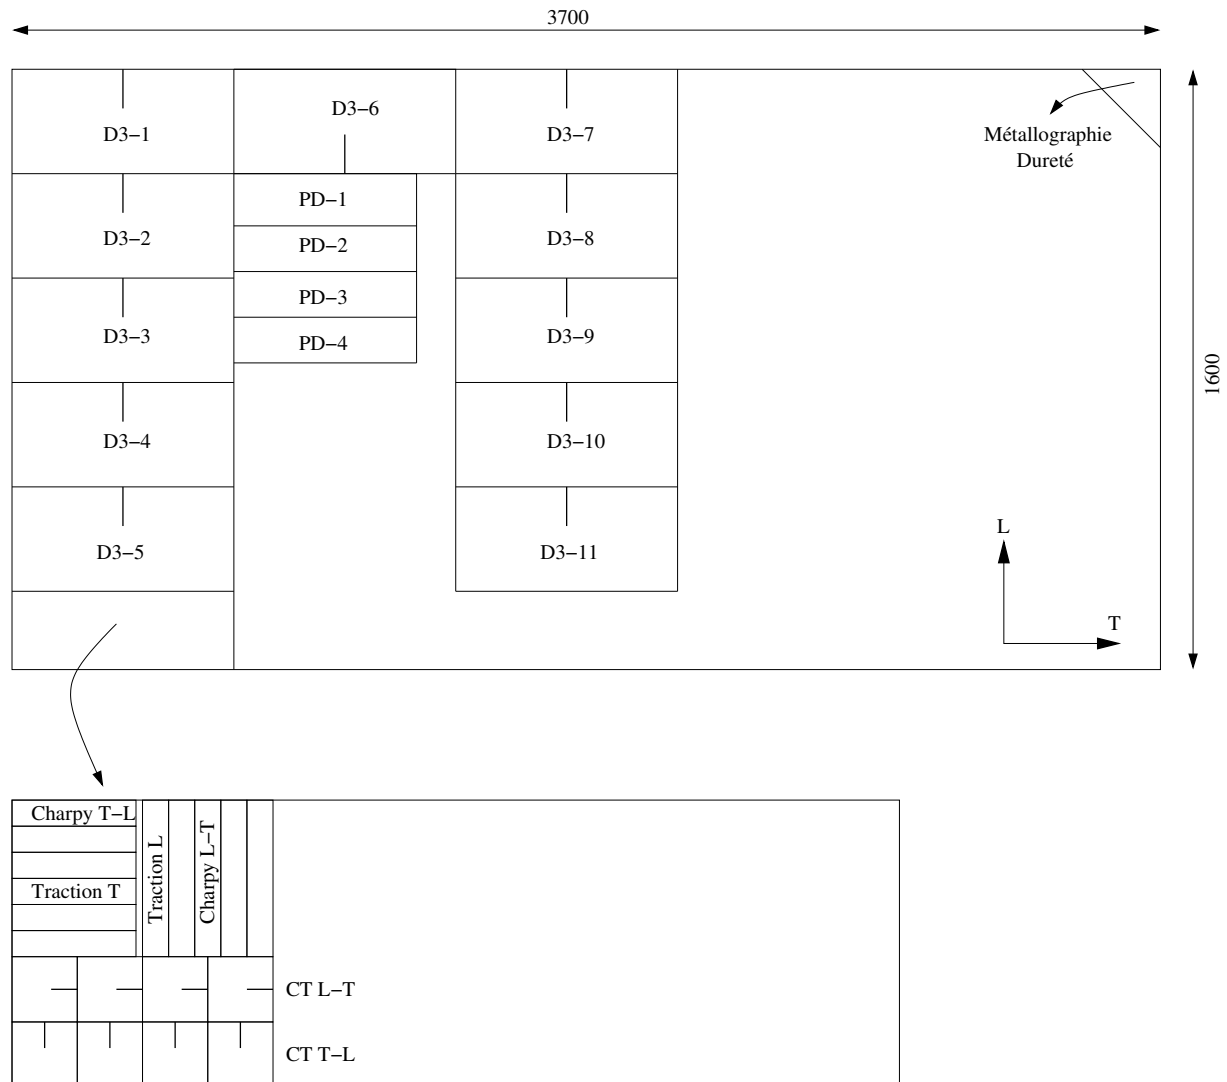 3700
D3−1
D3−6
D3−7
Métallographie
Dureté
PD−1
D3−2
PD−2
D3−8
PD−3
D3−3
PD−4
D3−9
1600
D3−4
D3−10
L
D3−5
D3−11
T
Charpy T−L
Traction T
Traction L
Charpy L−T
CT L−T
CT T−L